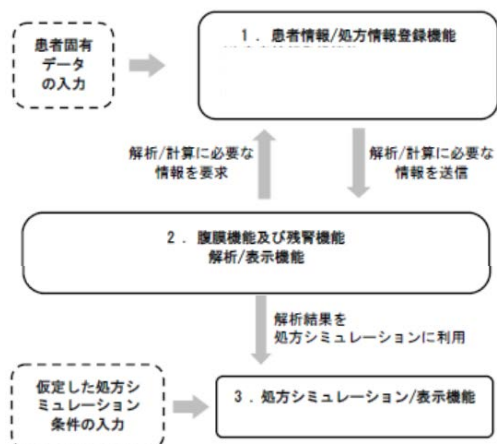 患者固有
データ
の入力
1．患者情報/処方情報登録機能
解析/計算に必要な
情報を要求
解析/計算に必要な
情報を送信
2．腹膜機能及び残腎機能
解析/表示機能
解析結果を
処方シミュレーションに利用
仮定した処方シ
ミュレーション
条件の入力
3．処方シミュレーション/表示機能